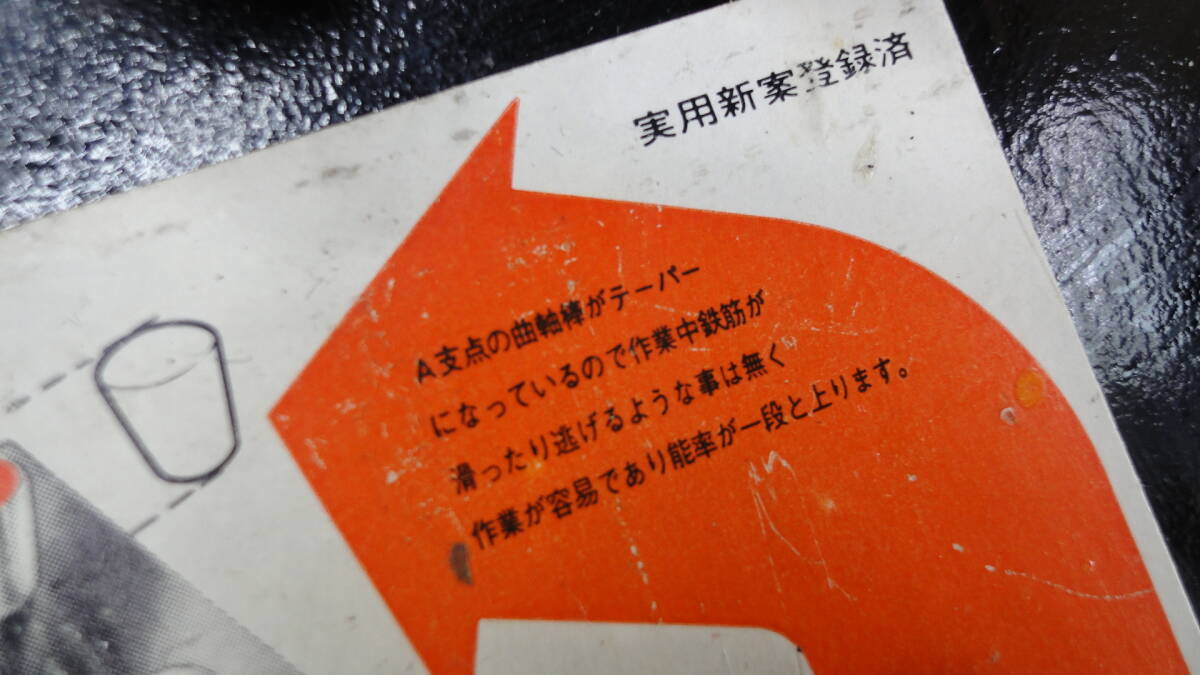 実用新案登録済
A支点の曲軸棒がテーパー
になっているので作業中鉄筋が
滑ったり逃げるような事は無く
作業が容易であり能率が一段と上ります。